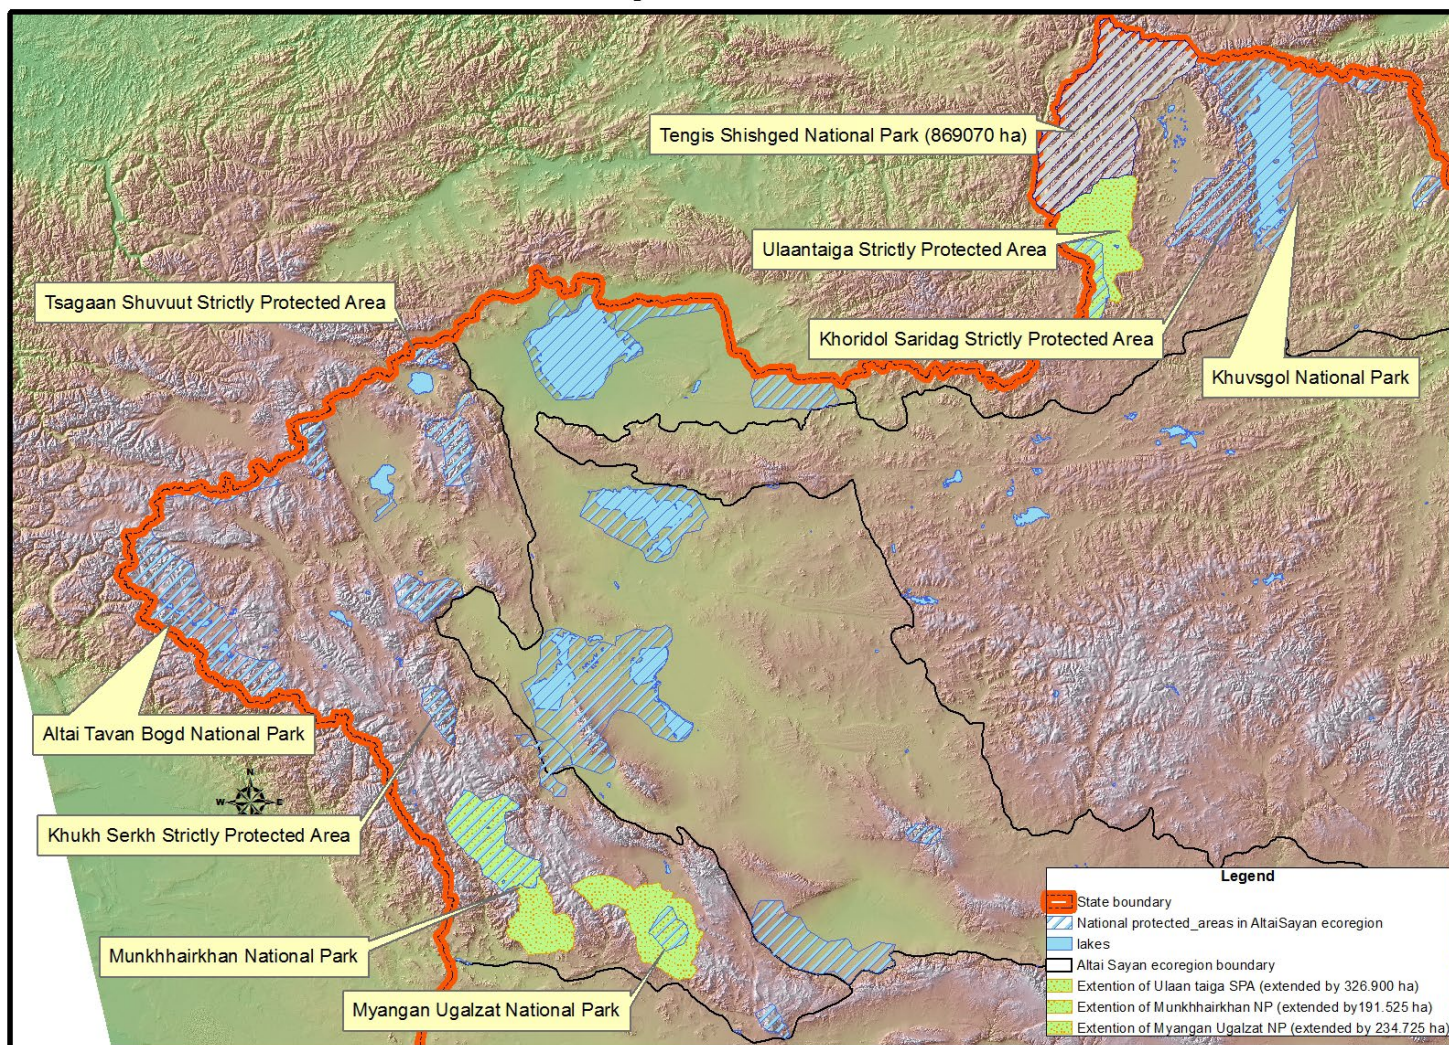 Tengis Shishged National Park (869070 ha)
Ulaantaiga Strictly Protected Area
Tsagaan Shuvuut Strictly Protected Area
Khoridol Saridag Strictly Protected Area
Khuvsgol National Park
Altai Tavan Bogd National Park
N
W E
Khukh Serkh Strictly Protected Area
Munkhhairkhan National Park
Myangan Ugalzat National Park
Legend
State boundary
National protected_areas in AltaiSayan ecoregion
lakes
Altai Sayan ecoregion boundary
Extention of Ulaan taiga SPA (extended by 326.900 ha)
Extention of Munkhhairkhan NP (extended by191.525 ha)
Extention of Myangan Ugalzat NP (extended by 234.725 ha)